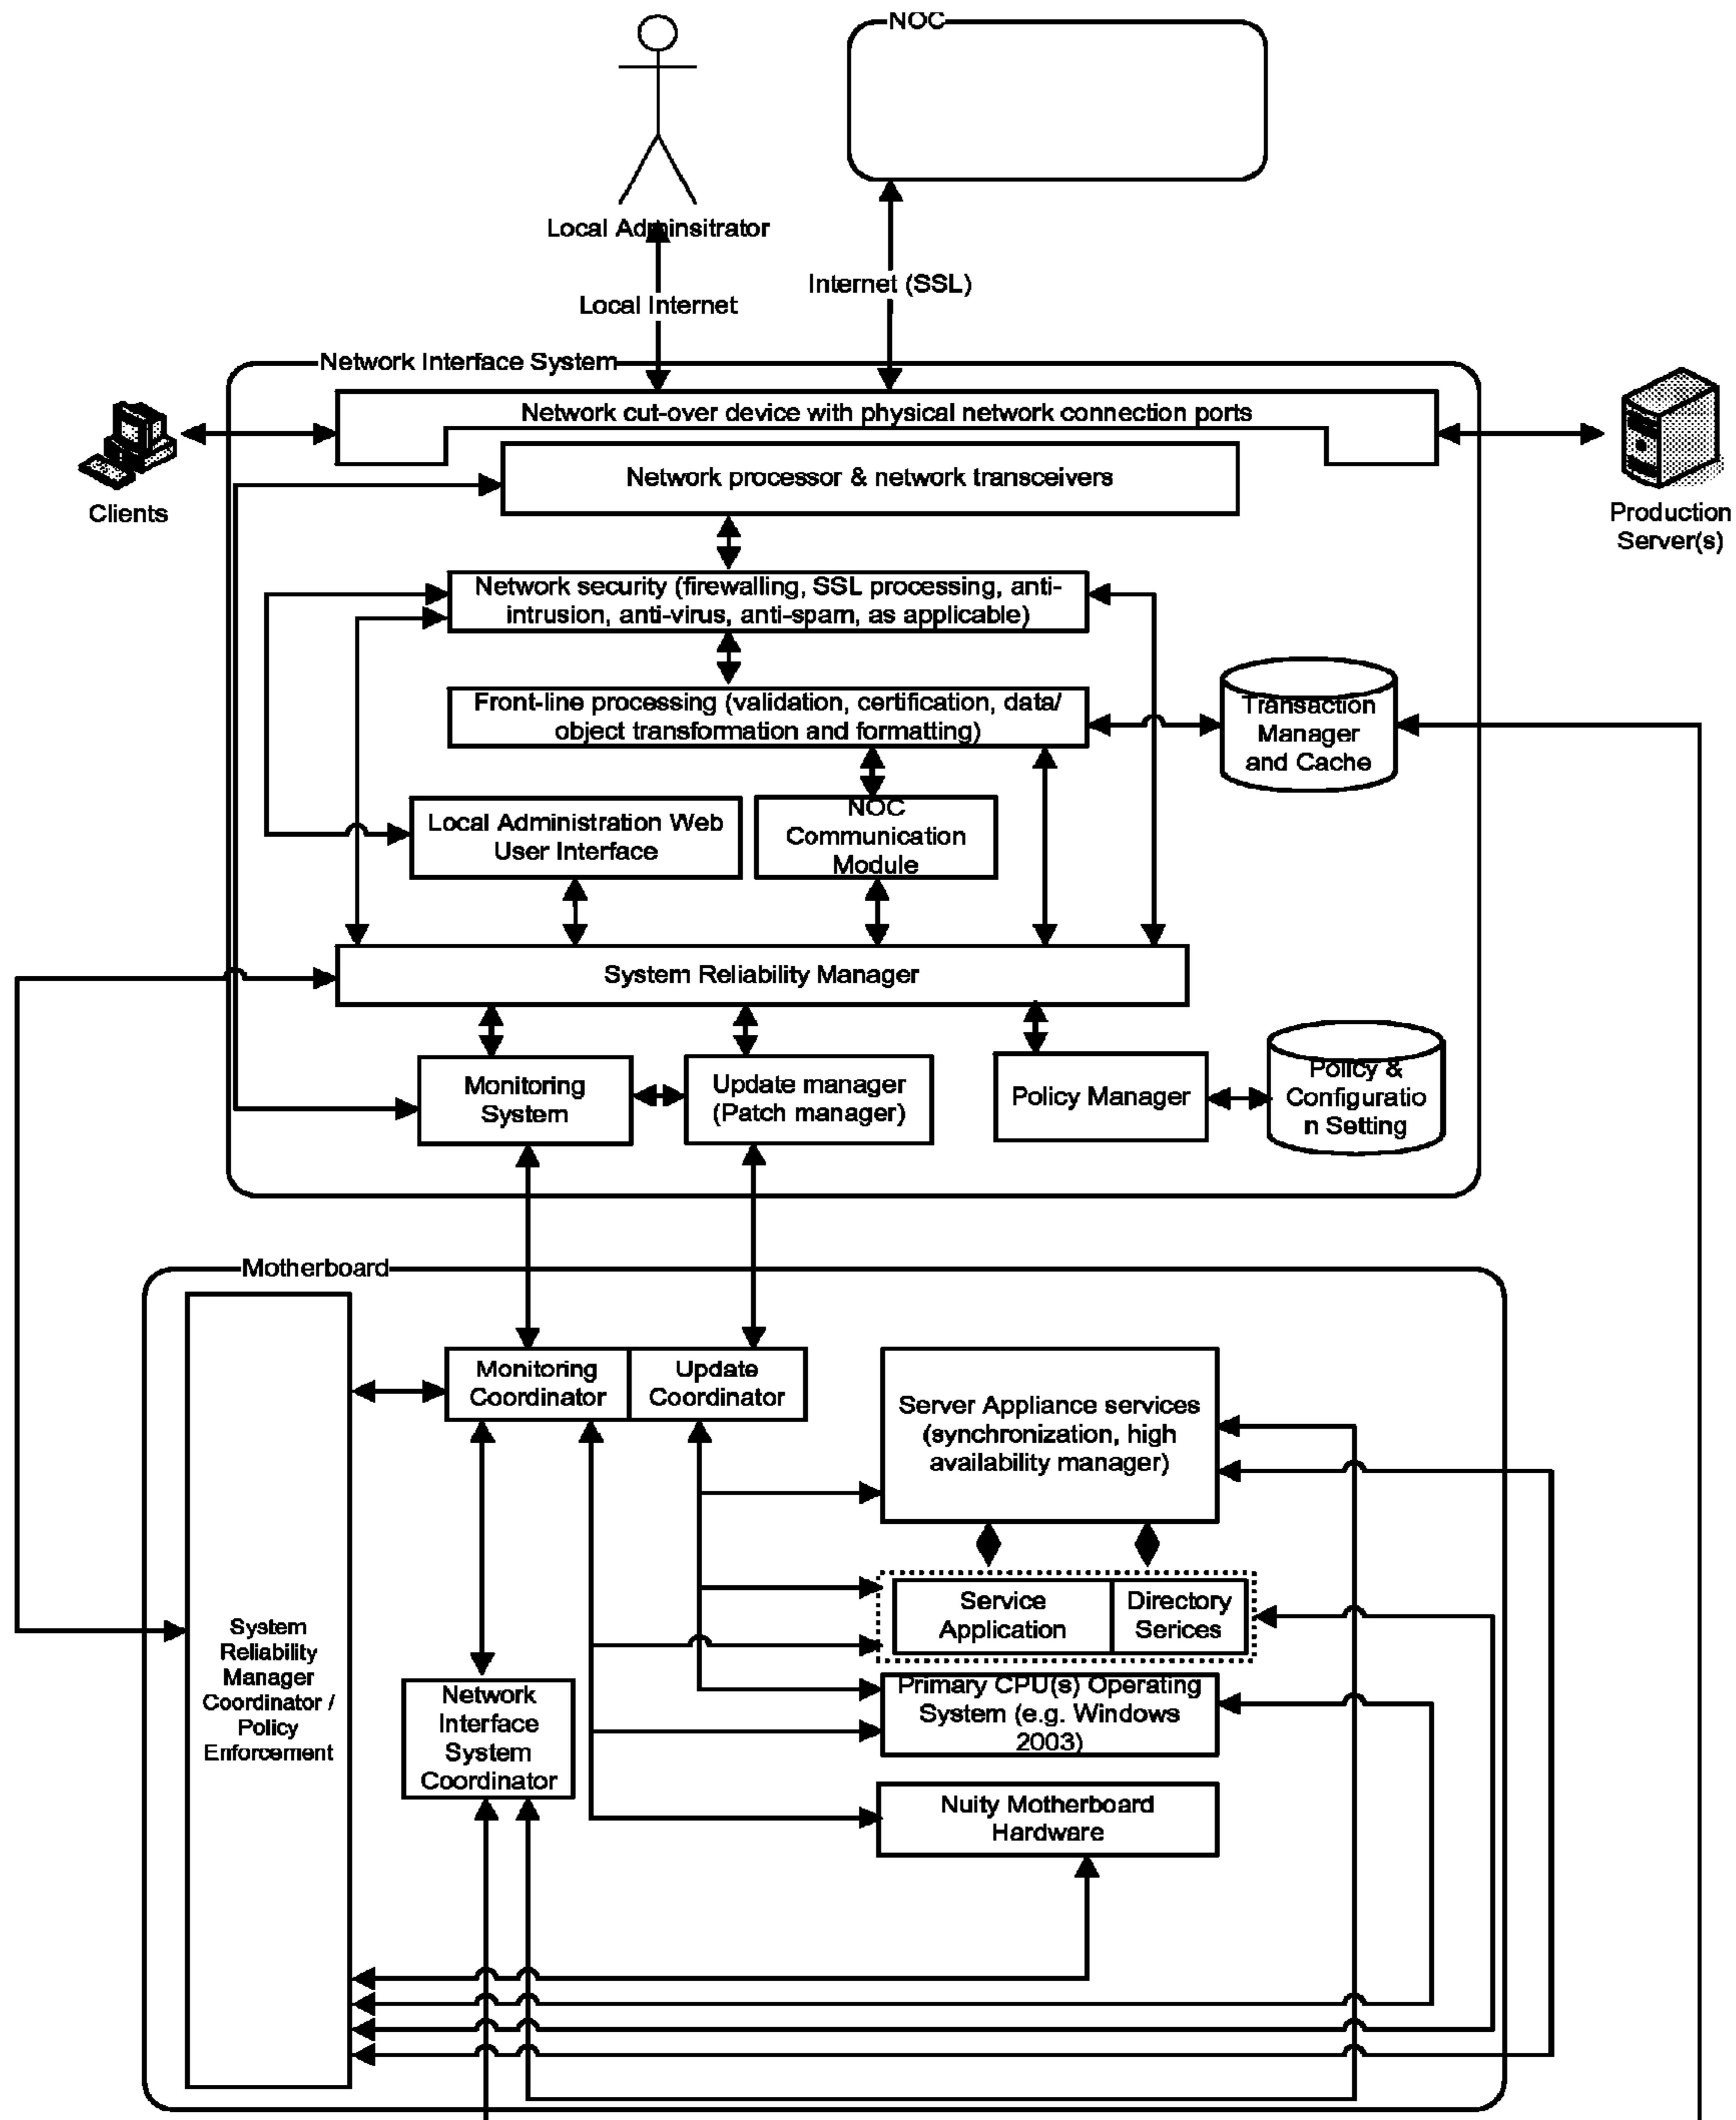 NOC
Local Adminsitrator
Internet (SSL)
Local Internet
Network Interface System
Network cut-over device with physical network connection ports
Network processor & network transceivers
Clients
Production
Server(s)
Network security (firewalling, SSL processing, anti-
intrusion, anti-virus, anti-spam, as applicable)
Front-line processing (validation, certification, data/
object transformation and formatting)
Transaction
Manager
and Cache
Local Administration Web
User Interface
NOC
Communication
Module
System Reliability Manager
Monitoring
System
Update manager
(Patch manager)
Policy Manager
Policy &
Configuratio
n Setting
Motherboard
Monitoring
Coordinator
Update
Coordinator
Server Appliance services
(synchronization, high
availability manager)
Service
Application
Directory
Serices
System
Reliability
Manager
Coordinator /
Policy
Enforcement
Network
Interface
System
Coordinator
Primary CPU(s) Operating
System (e.g. Windows
2003)
Nuity Motherboard
Hardware